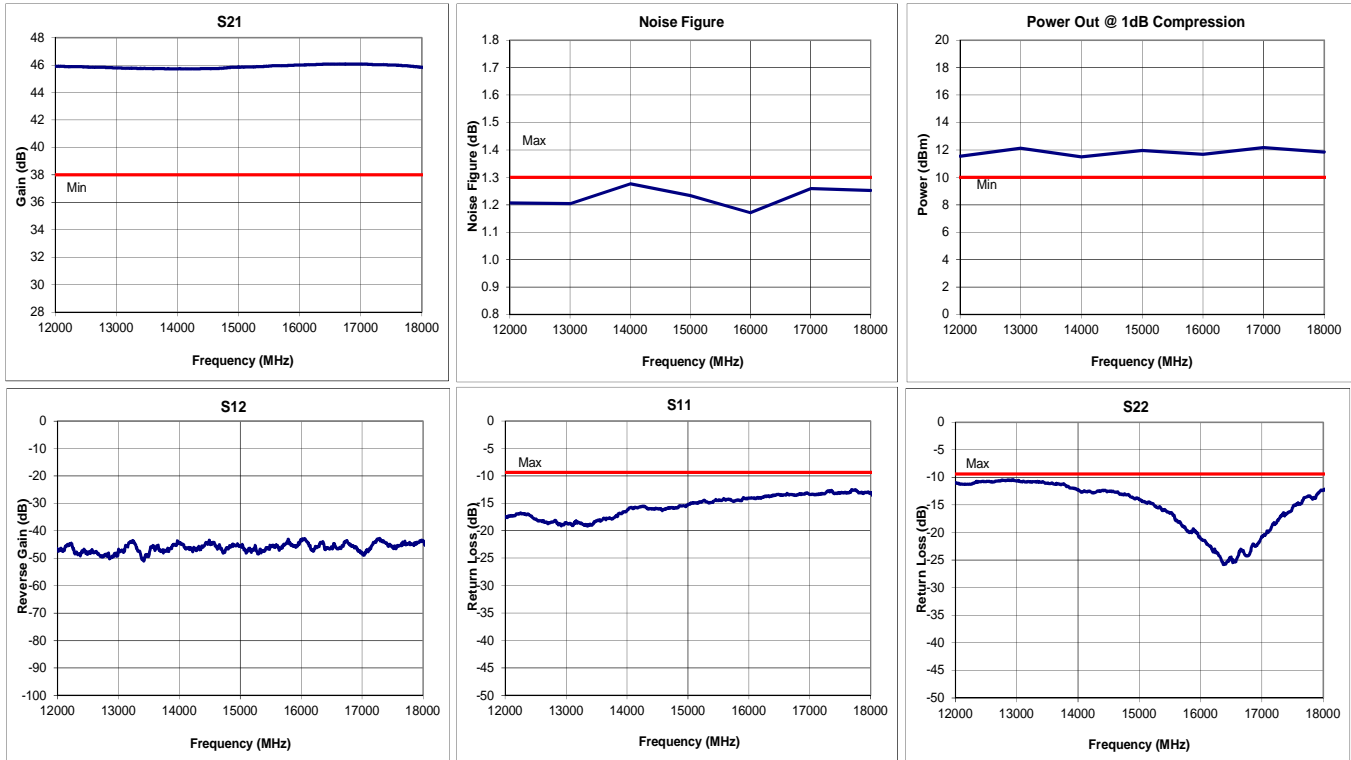 S21
48
46
44
42
40
38
36
34
32
30
28
Gain (dB)
Min
12000 13000 14000 15000 16000 17000 18000
Frequency (MHz)
Noise Figure
1.8
1.7
1.6
1.5
1.4
1.3
1.2
1.1
1.0
0.9
0.8
Noise Figure (dB)
Max
12000 13000 14000 15000 16000 17000 18000
Frequency (MHz)
Power Out @ 1dB Compression
20
18
16
14
12
10
8
6
4
2
0
Power (dBm)
Min
12000 13000 14000 15000 16000 17000 18000
Frequency (MHz)
S12
0
-10
-20
-30
-40
-50
-60
-70
-80
-90
-100
Reverse Gain (dB)
12000 13000 14000 15000 16000 17000 18000
Frequency (MHz)
S11
0
-5
-10
-15
-20
-25
-30
-35
-40
-45
-50
Return Loss (dB)
Max
12000 13000 14000 15000 16000 17000 18000
Frequency (MHz)
S22
0
-5
-10
-15
-20
-25
-30
-35
-40
-45
-50
Return Loss (dB)
Max
12000 13000 14000 15000 16000 17000 18000
Frequency (MHz)